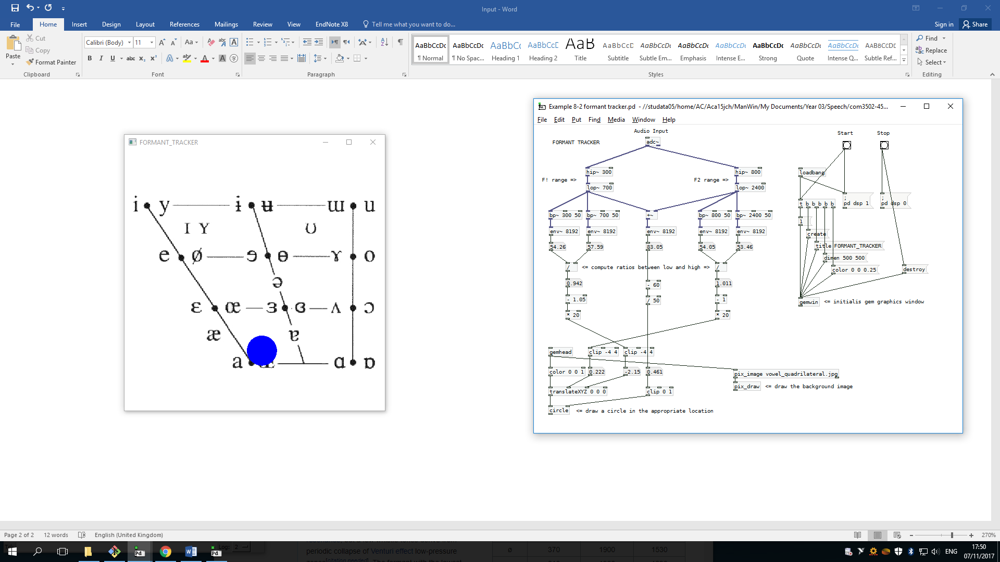 Input - Word
File Home Insert Design Layout References Mailings Review View EndNote X8 Tell me what you want to do... Sign in Share
Paste
Cut
Copy
Format Painter
Clipboard
Calibri (Body) 11
Font
Paragraph
AaBbCcDc AaBbCcDc AaBbCc AaBbCcD AaB AaBbCcD AaBbCcDc AaBbCcDc AaBbCcDc AaBbCcDc AaBbCcDc AaBbCcDc AABBCCDD
¶ Normal ¶ No Spac... Heading 1 Heading 2 Title Subtitle Subtle Em... Emphasis Intense E... Strong Quote Intense Q... Subtle Ref...
Styles
Find
Replace
Select
Editing
FORMANT_TRACKER
i y ɨ ʉ ɯ u
I Y ʊ
e ø ɘ ɵ ɤ o
ə
ɛ œ ɜ ɞ ʌ ɔ
æ ɐ
a ɑ ɒ
Example 8-2 formant tracker.pd - //studata05/home/AC/Aca15jch/ManWin/My Documents/Year 03/Speech/com3502-45...
File Edit Put Find Media Window Help
Audio Input
FORMANT TRACKER
adc~
hip~ 300
hip~ 800
F! range =>
F2 range =>
lop~ 700
lop~ 2400
bp~ 300 50 bp~ 700 50 +~ bp~ 800 50 bp~ 2400 50
env~ 8192 env~ 8192 env~ 8192 env~ 8192 env~ 8192
54.26 57.59 83.05 54.05 53.46
/ <= compute ratios between low and high => /
0.942 - 60 1.011
- 1.05 / 50 - 1
* 20 * 20
gemhead clip -4 4 clip -4 4
color 0 0 1 0.222 -2.15 0.461
translateXYZ 0 0 0 clip 0 1
circle <= draw a circle in the appropriate location
pix_image vowel_quadrilateral.jpg
pix_draw <= draw the background image
Start Stop
loadbang
;
pd dsp 1
;
pd dsp 0
t b b b b b
1
create
title FORMANT_TRACKER
dimen 500 500
color 0 0 0.25
destroy
gemwin <= initialis gem graphics window
Page 2 of 2 12 words English (United Kingdom) 270%
Log: 2
periodic collapse of Venturi effect low-pressure
ø 370 1900 1530
ENG
17:50
07/11/2017